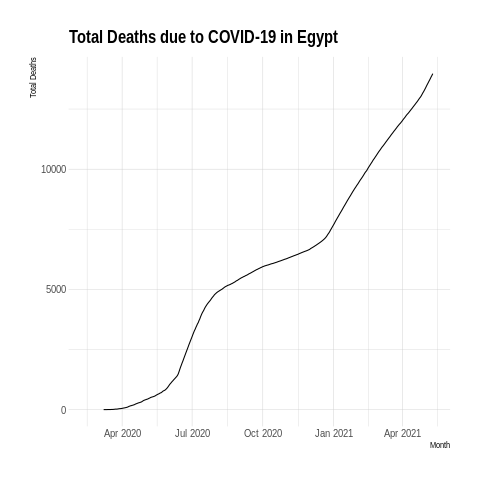 Total Deaths due to COVID-19 in Egypt
Total Deaths
10000
5000
0
Apr 2020 Jul 2020 Oct 2020 Jan 2021 Apr 2021
Month